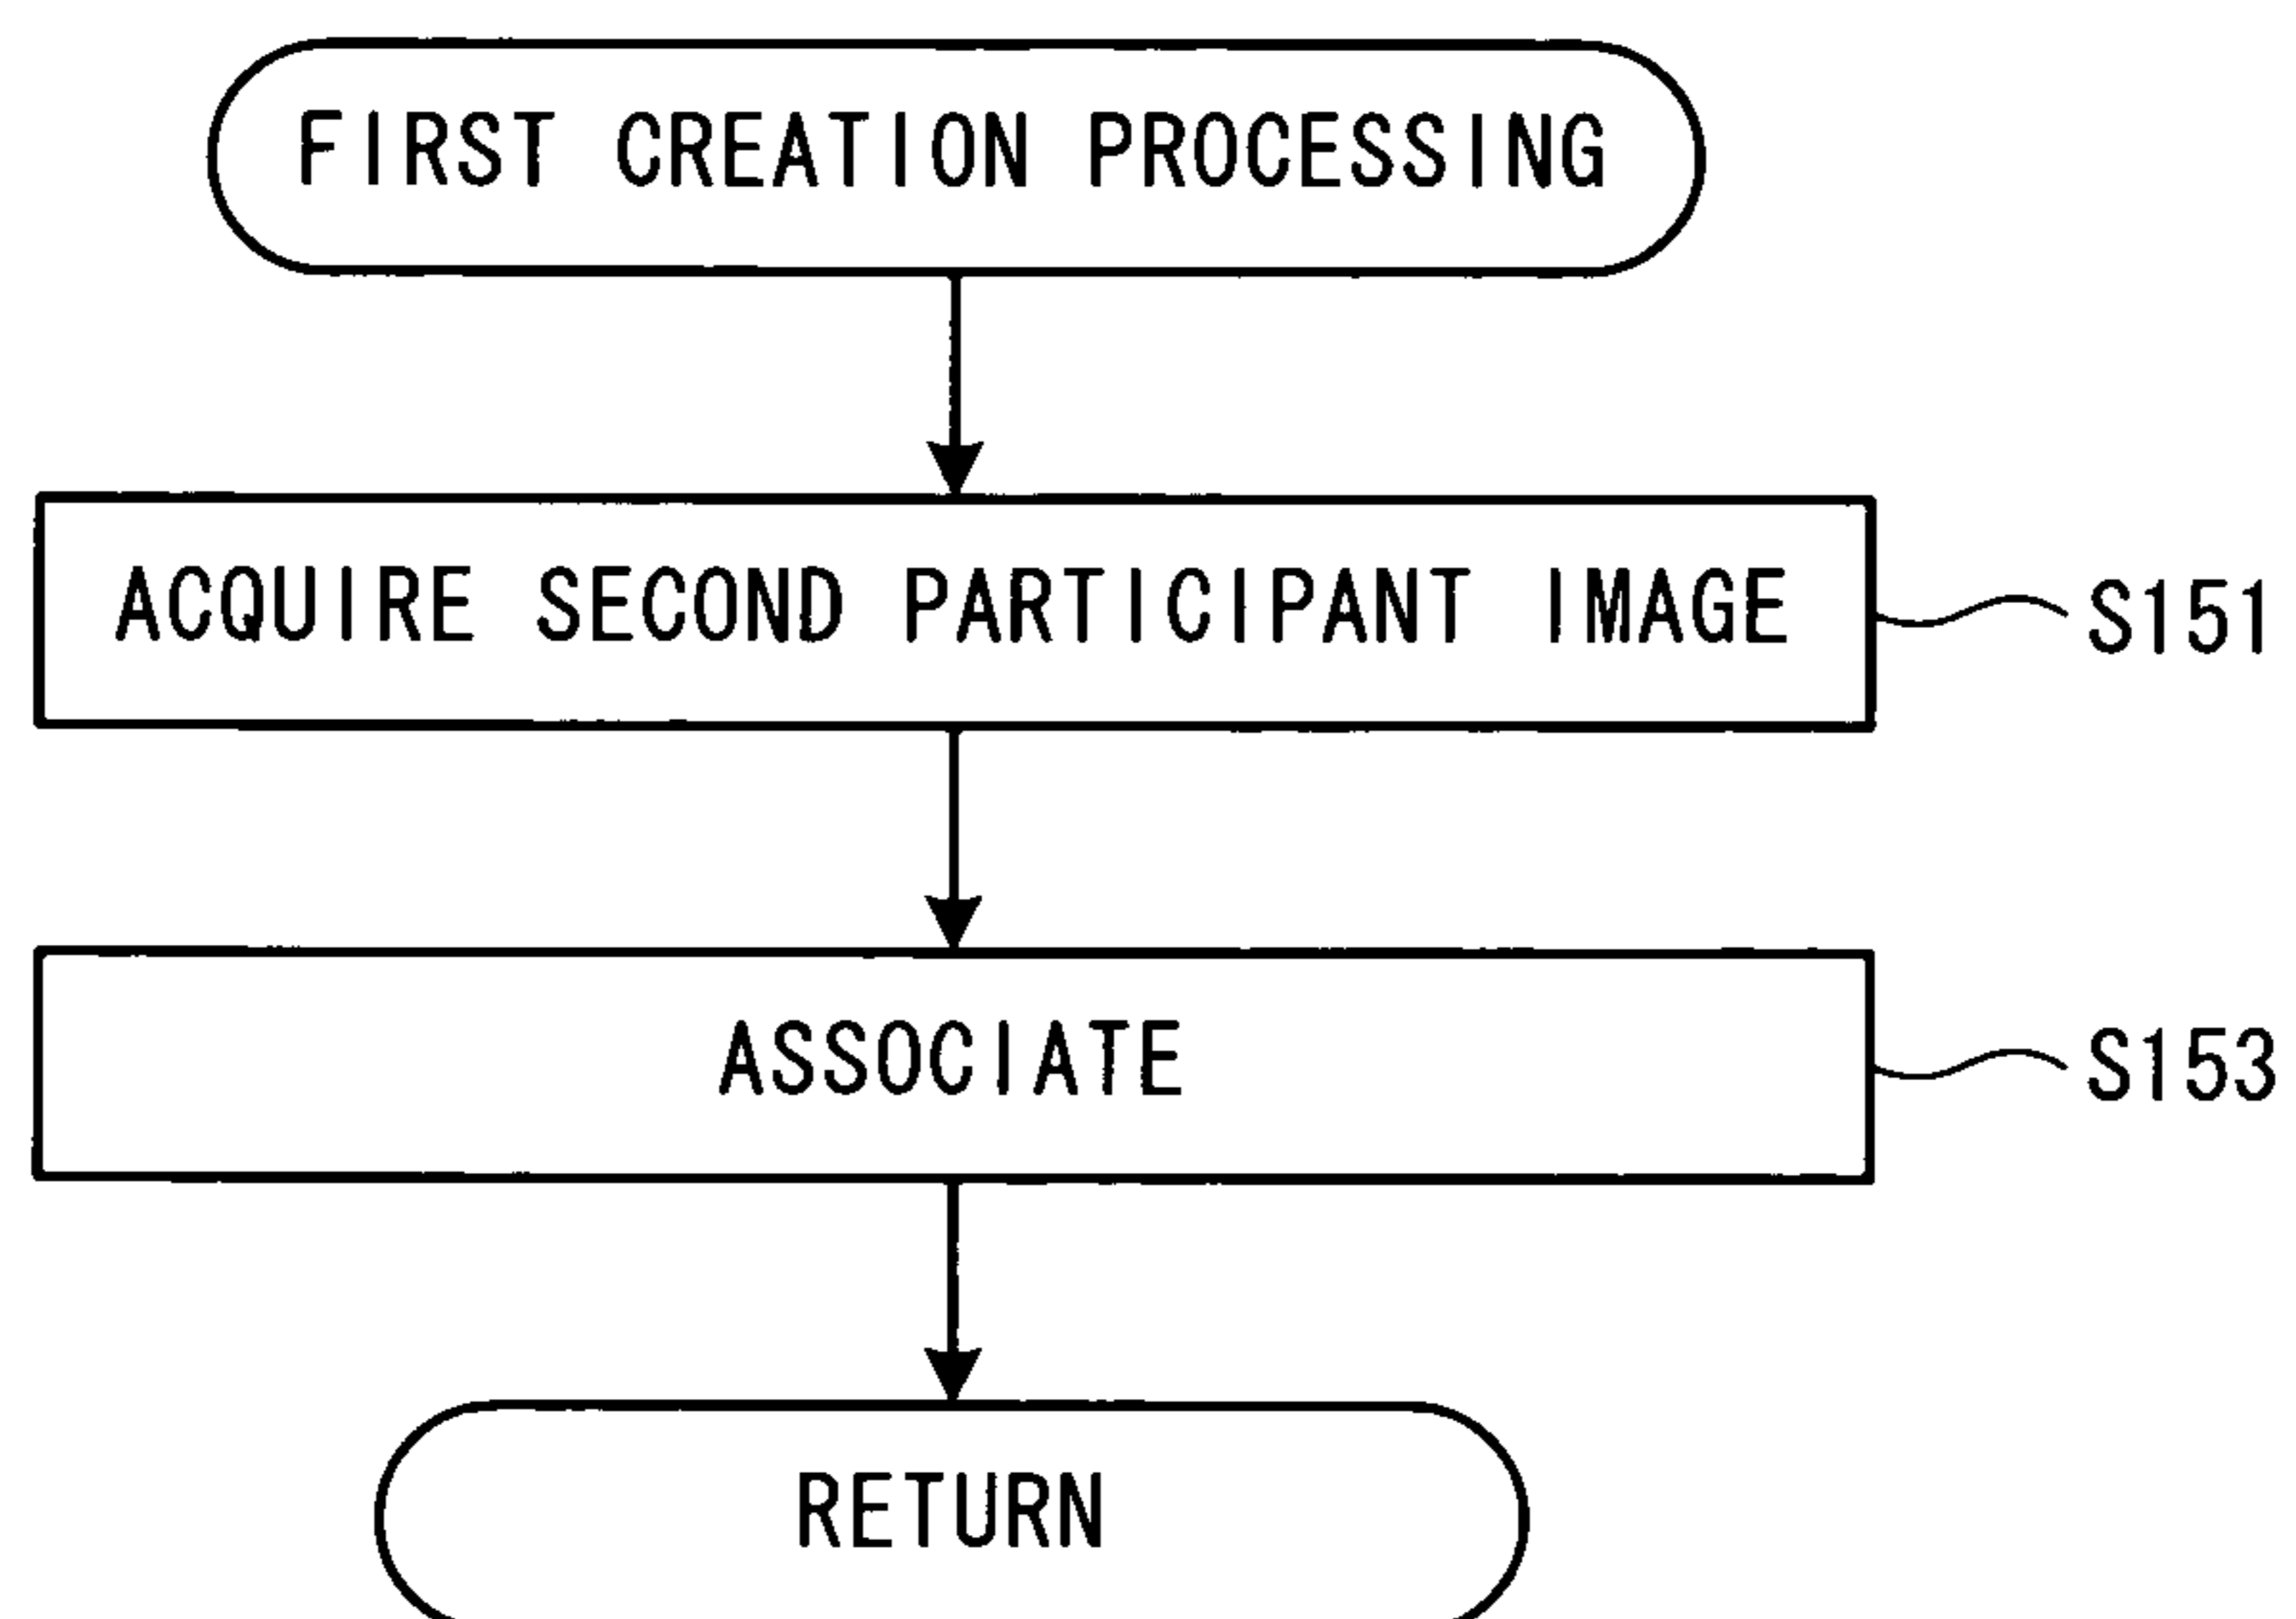 FIRST CREATION PROCESSING
ACQUIRE SECOND PARTICIPANT IMAGE
S151
ASSOCIATE
S153
RETURN